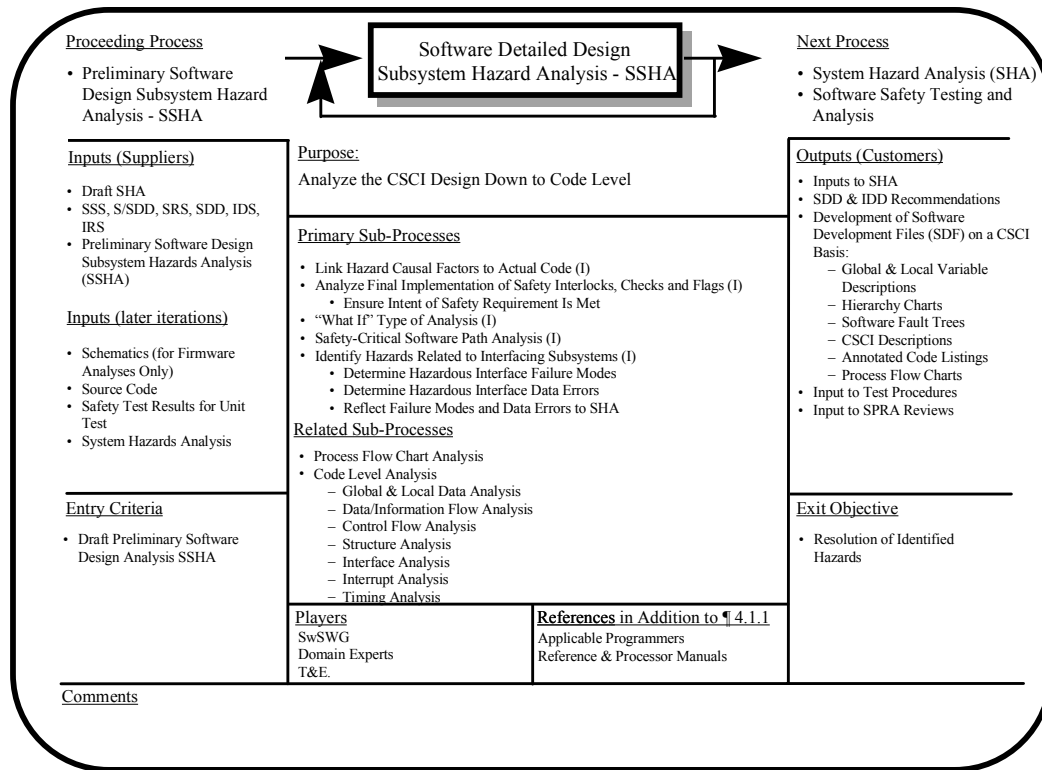 Proceeding Process
• Preliminary Software
Design Subsystem Hazard
Analysis - SSHA
Software Detailed Design
Subsystem Hazard Analysis - SSHA
Next Process
• System Hazard Analysis (SHA)
• Software Safety Testing and
Analysis
Inputs (Suppliers)
• Draft SHA
• SSS, S/SDD, SRS, SDD, IDS,
IRS
• Preliminary Software Design
Subsystem Hazards Analysis
(SSHA)
Inputs (later iterations)
• Schematics (for Firmware
Analyses Only)
• Source Code
• Safety Test Results for Unit
Test
• System Hazards Analysis
Entry Criteria
• Draft Preliminary Software
Design Analysis SSHA
Purpose:
Analyze the CSCI Design Down to Code Level
Primary Sub-Processes
• Link Hazard Causal Factors to Actual Code (I)
• Analyze Final Implementation of Safety Interlocks, Checks and Flags (I)
• Ensure Intent of Safety Requirement Is Met
• “What If” Type of Analysis (I)
• Safety-Critical Software Path Analysis (I)
• Identify Hazards Related to Interfacing Subsystems (I)
• Determine Hazardous Interface Failure Modes
• Determine Hazardous Interface Data Errors
• Reflect Failure Modes and Data Errors to SHA
Related Sub-Processes
• Process Flow Chart Analysis
• Code Level Analysis
– Global & Local Data Analysis
– Data/Information Flow Analysis
– Control Flow Analysis
– Structure Analysis
– Interface Analysis
– Interrupt Analysis
– Timing Analysis
Players
SwSWG
Domain Experts
T&E.
References in Addition to ¶ 4.1.1
Applicable Programmers
Reference & Processor Manuals
Outputs (Customers)
• Inputs to SHA
• SDD & IDD Recommendations
• Development of Software
Development Files (SDF) on a CSCI
Basis:
– Global & Local Variable
Descriptions
– Hierarchy Charts
– Software Fault Trees
– CSCI Descriptions
– Annotated Code Listings
– Process Flow Charts
• Input to Test Procedures
• Input to SPRA Reviews
Exit Objective
• Resolution of Identified
Hazards
Comments